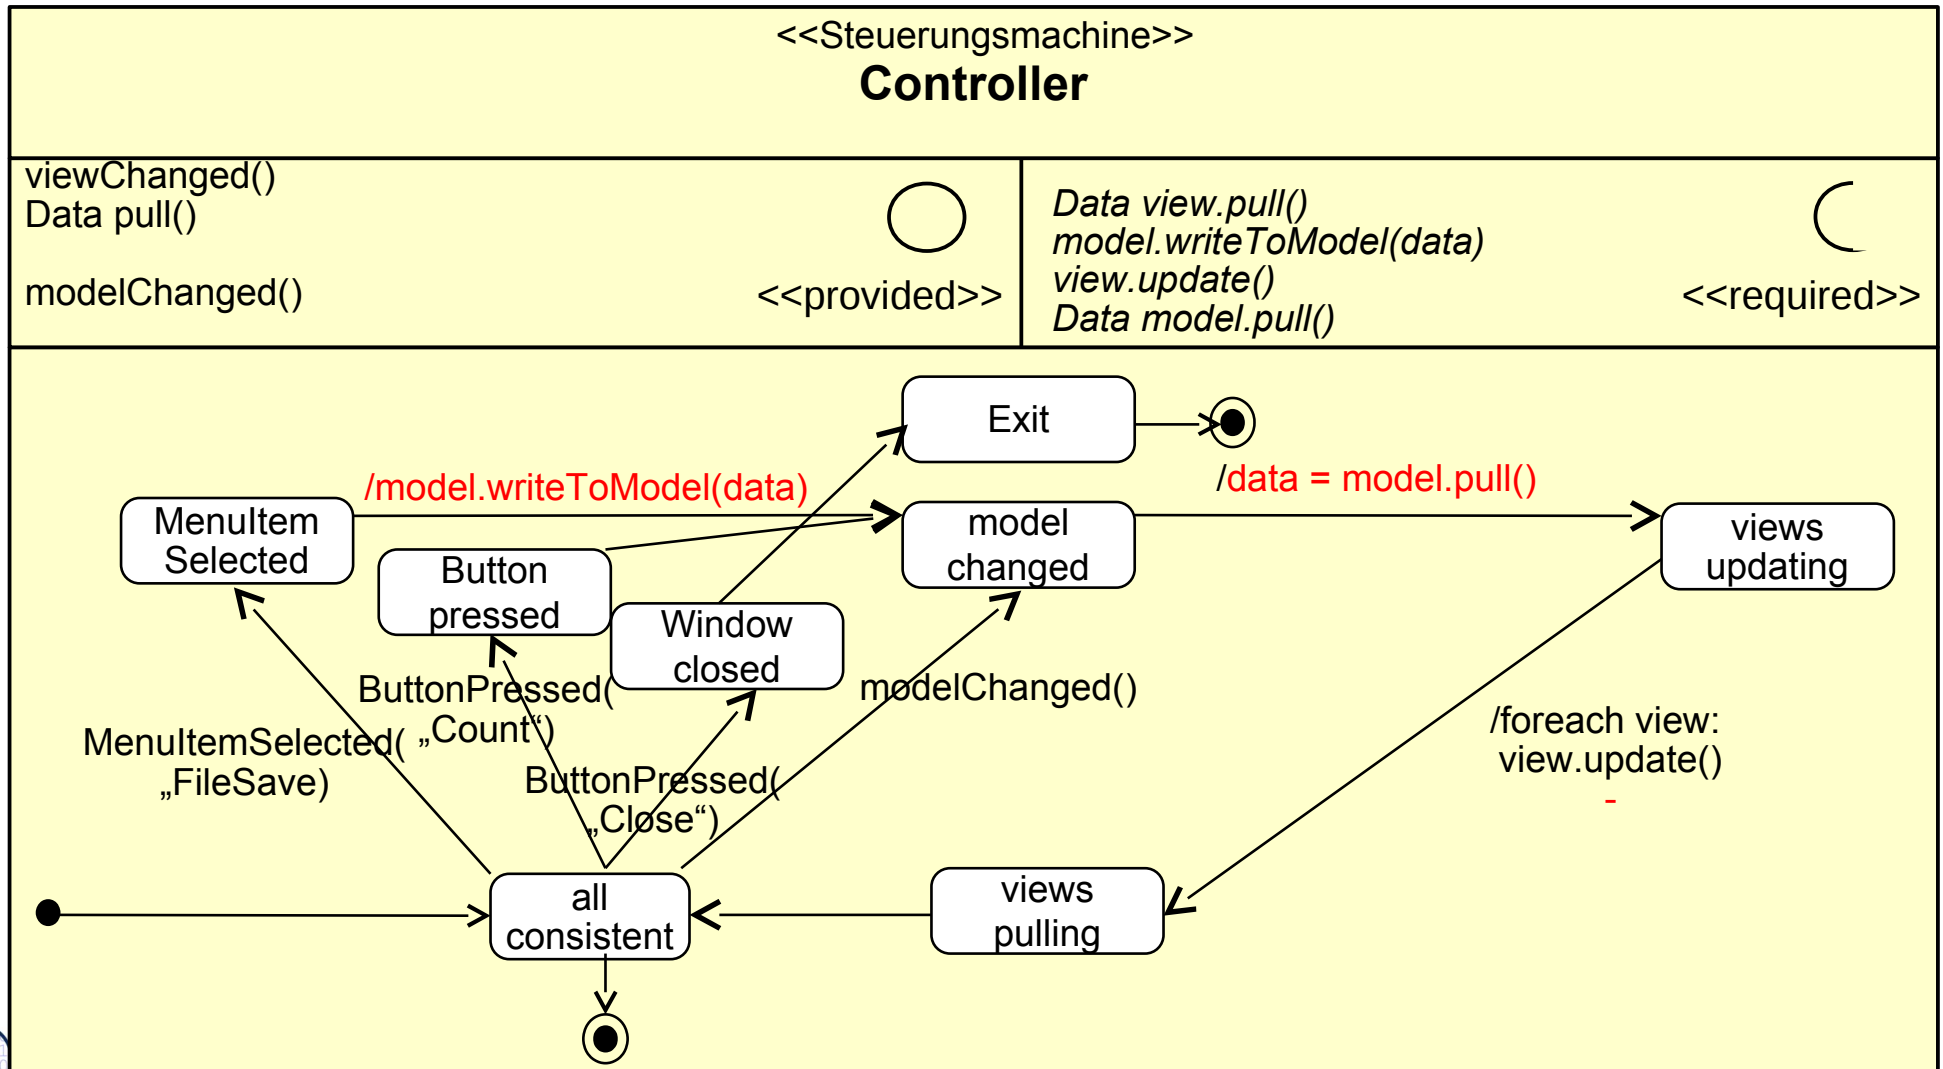 <<Steuerungsmachine>>
Controller
viewChanged()
Data pull()
modelChanged()
<<provided>>
Data view.pull()
model.writeToModel(data)
view.update()
Data model.pull()
<<required>>
Exit
/model.writeToModel(data)
/data = model.pull()
MenuItem
Selected
Button
pressed
Window
closed
model
changed
views
updating
ButtonPressed(
„Count“)
modelChanged()
MenuItemSelected(
„FileSave)
ButtonPressed(
„Close“)
/foreach view:
view.update()
-
all
consistent
views
pulling